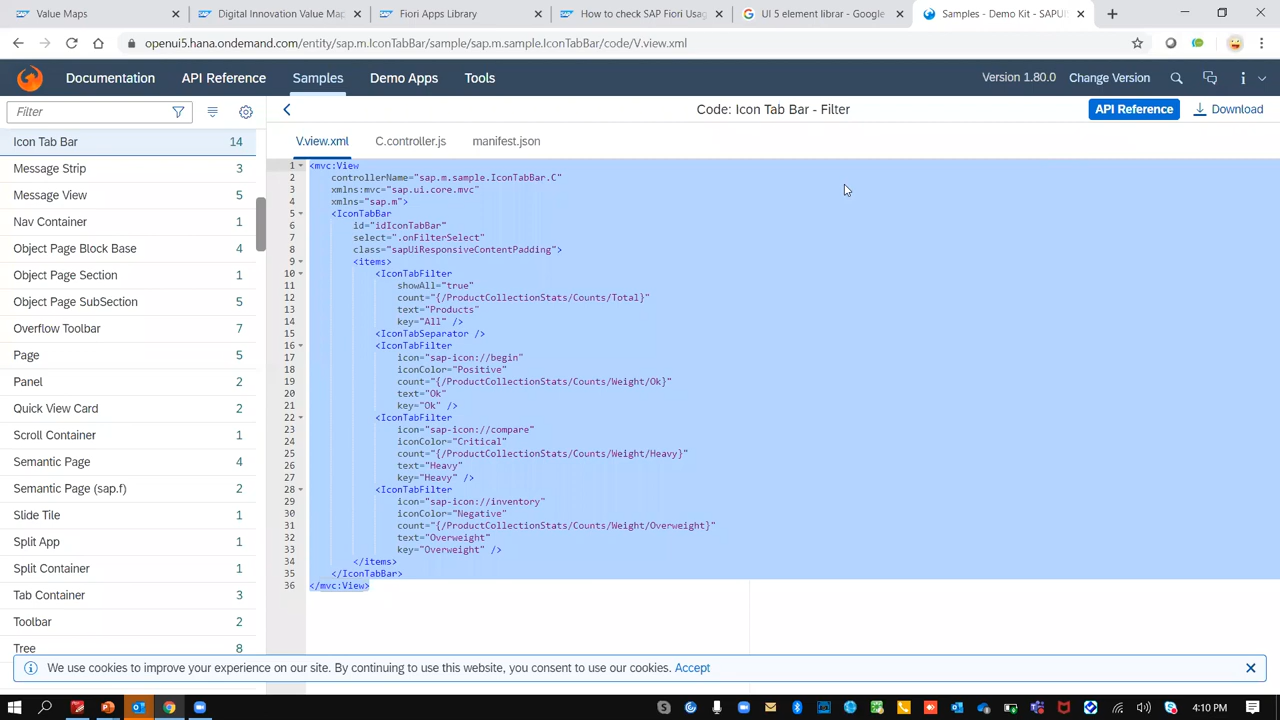 Value Maps
Digital Innovation Value Map
Fiori Apps Library
How to check SAP Fiori Usag
UI 5 element librar - Google
Samples - Demo Kit - SAPUI
openui5.hana.ondemand.com/entity/sap.m.IconTabBar/sample/sap.m.sample.IconTabBar/code/V.view.xml
Documentation
API Reference
Samples
Demo Apps
Tools
Version 1.80.0
Change Version
Filter
Code: Icon Tab Bar - Filter
API Reference
Download
Icon Tab Bar 14
Message Strip 3
Message View 5
Nav Container 1
Object Page Block Base 4
Object Page Section 1
Object Page SubSection 5
Overflow Toolbar 7
Page 5
Panel 2
Quick View Card 2
Scroll Container 1
Semantic Page 4
Semantic Page (sap.f) 2
Slide Tile 1
Split App 1
Split Container 1
Tab Container 3
Toolbar 2
Tree 8
V.view.xml
C.controller.js
manifest.json
1 <mvc:View
2 controllerName="sap.m.sample.IconTabBar.C"
3 xmlns:mvc="sap.ui.core.mvc"
4 xmlns="sap.m">
5 <IconTabBar
6 id="idIconTabBar"
7 select=".onFilterSelect"
8 class="sapUiResponsiveContentPadding">
9 <items>
10 <IconTabFilter
11 showAll="true"
12 count="{/ProductCollectionStats/Counts/Total}"
13 text="Products"
14 key="All" />
15 <IconTabSeparator />
16 <IconTabFilter
17 icon="sap-icon://begin"
18 iconColor="Positive"
19 count="{/ProductCollectionStats/Counts/Weight/Ok}"
20 text="Ok"
21 key="Ok" />
22 <IconTabFilter
23 icon="sap-icon://compare"
24 iconColor="Critical"
25 count="{/ProductCollectionStats/Counts/Weight/Heavy}"
26 text="Heavy"
27 key="Heavy" />
28 <IconTabFilter
29 icon="sap-icon://inventory"
30 iconColor="Negative"
31 count="{/ProductCollectionStats/Counts/Weight/Overweight}"
32 text="Overweight"
33 key="Overweight" />
34 </items>
35 </IconTabBar>
36 </mvc:View>
We use cookies to improve your experience on our site. By continuing to use this website, you consent to use our cookies. Accept
4:10 PM